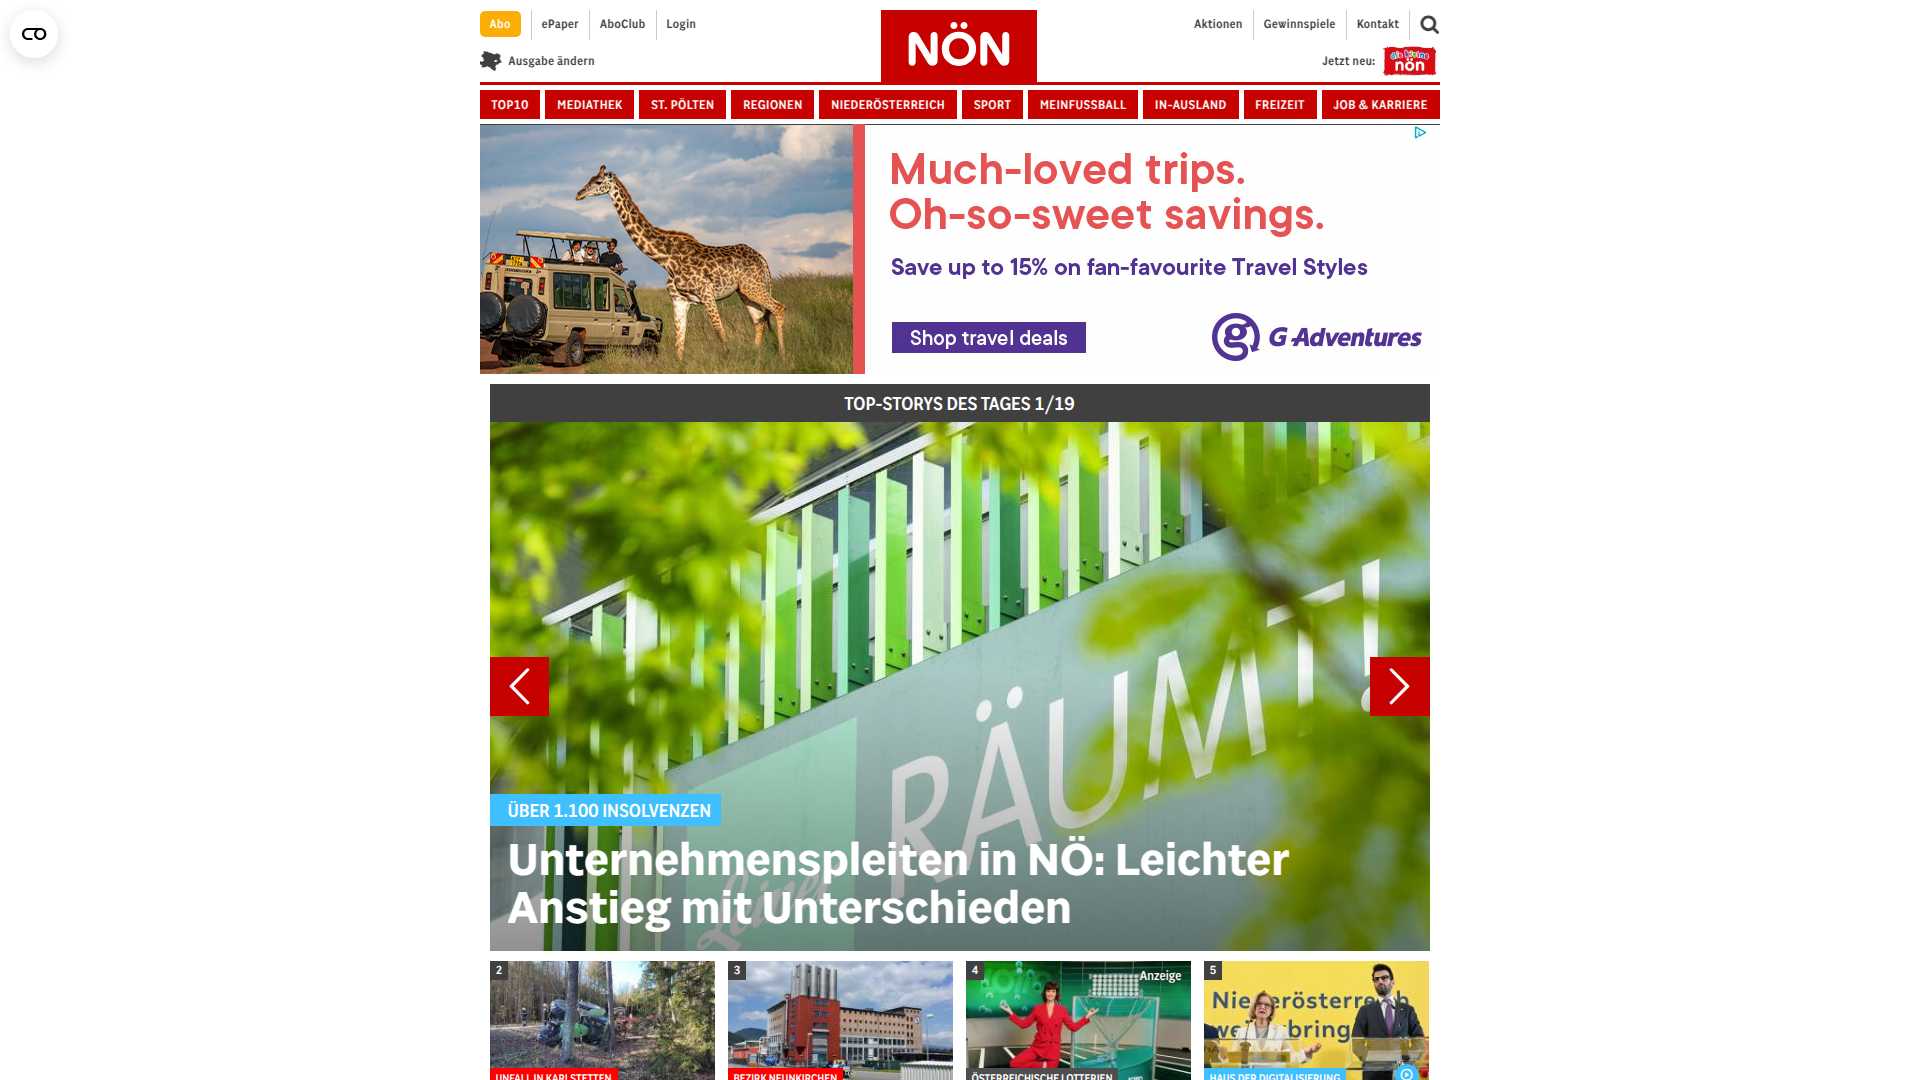 Abo ePaper AboClub Login
NÖN
Aktionen Gewinnspiele Kontakt
Ausgabe ändern
Jetzt neu: die kleine nön
TOP10 MEDIATHEK ST. PÖLTEN REGIONEN NIEDERÖSTERREICH SPORT MEINFUSSBALL IN-AUSLAND FREIZEIT JOB & KARRIERE
Much-loved trips.
Oh-so-sweet savings.
Save up to 15% on fan-favourite Travel Styles
Shop travel deals
G Adventures
TOP-STORYS DES TAGES 1/19
RÄUMT!
ÜBER 1.100 INSOLVENZEN
Unternehmenspleiten in NÖ: Leichter
Anstieg mit Unterschieden
2
UNFALL IN KARLSTETTEN
3
BEZIRK NEUNKIRCHEN
4
Anzeige
ÖSTERREICHISCHE LOTTERIEN
5
HAUS DER DIGITALISIERUNG